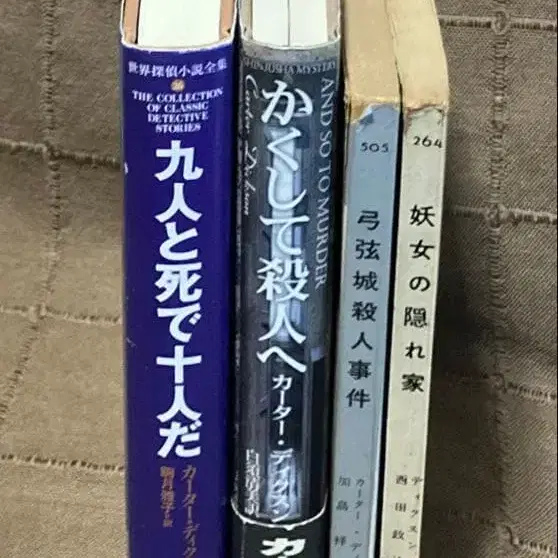 世界探偵小説全集
26
THE COLLECTION
OF CLASSIC
DETECTIVE
STORIES
九人と死で十人だ
カーター・ディク
駒月雅子=訳
SHINJUSHA MYSTERY
AND SO TO MURDER
Carter Dickson
かくして殺人へ
カーター・ディクスン
白須清美訳
カ
505
弓弦城殺人事件
カーター・デ
加島祥
264
妖女の隠れ家
ディクスン
西田政